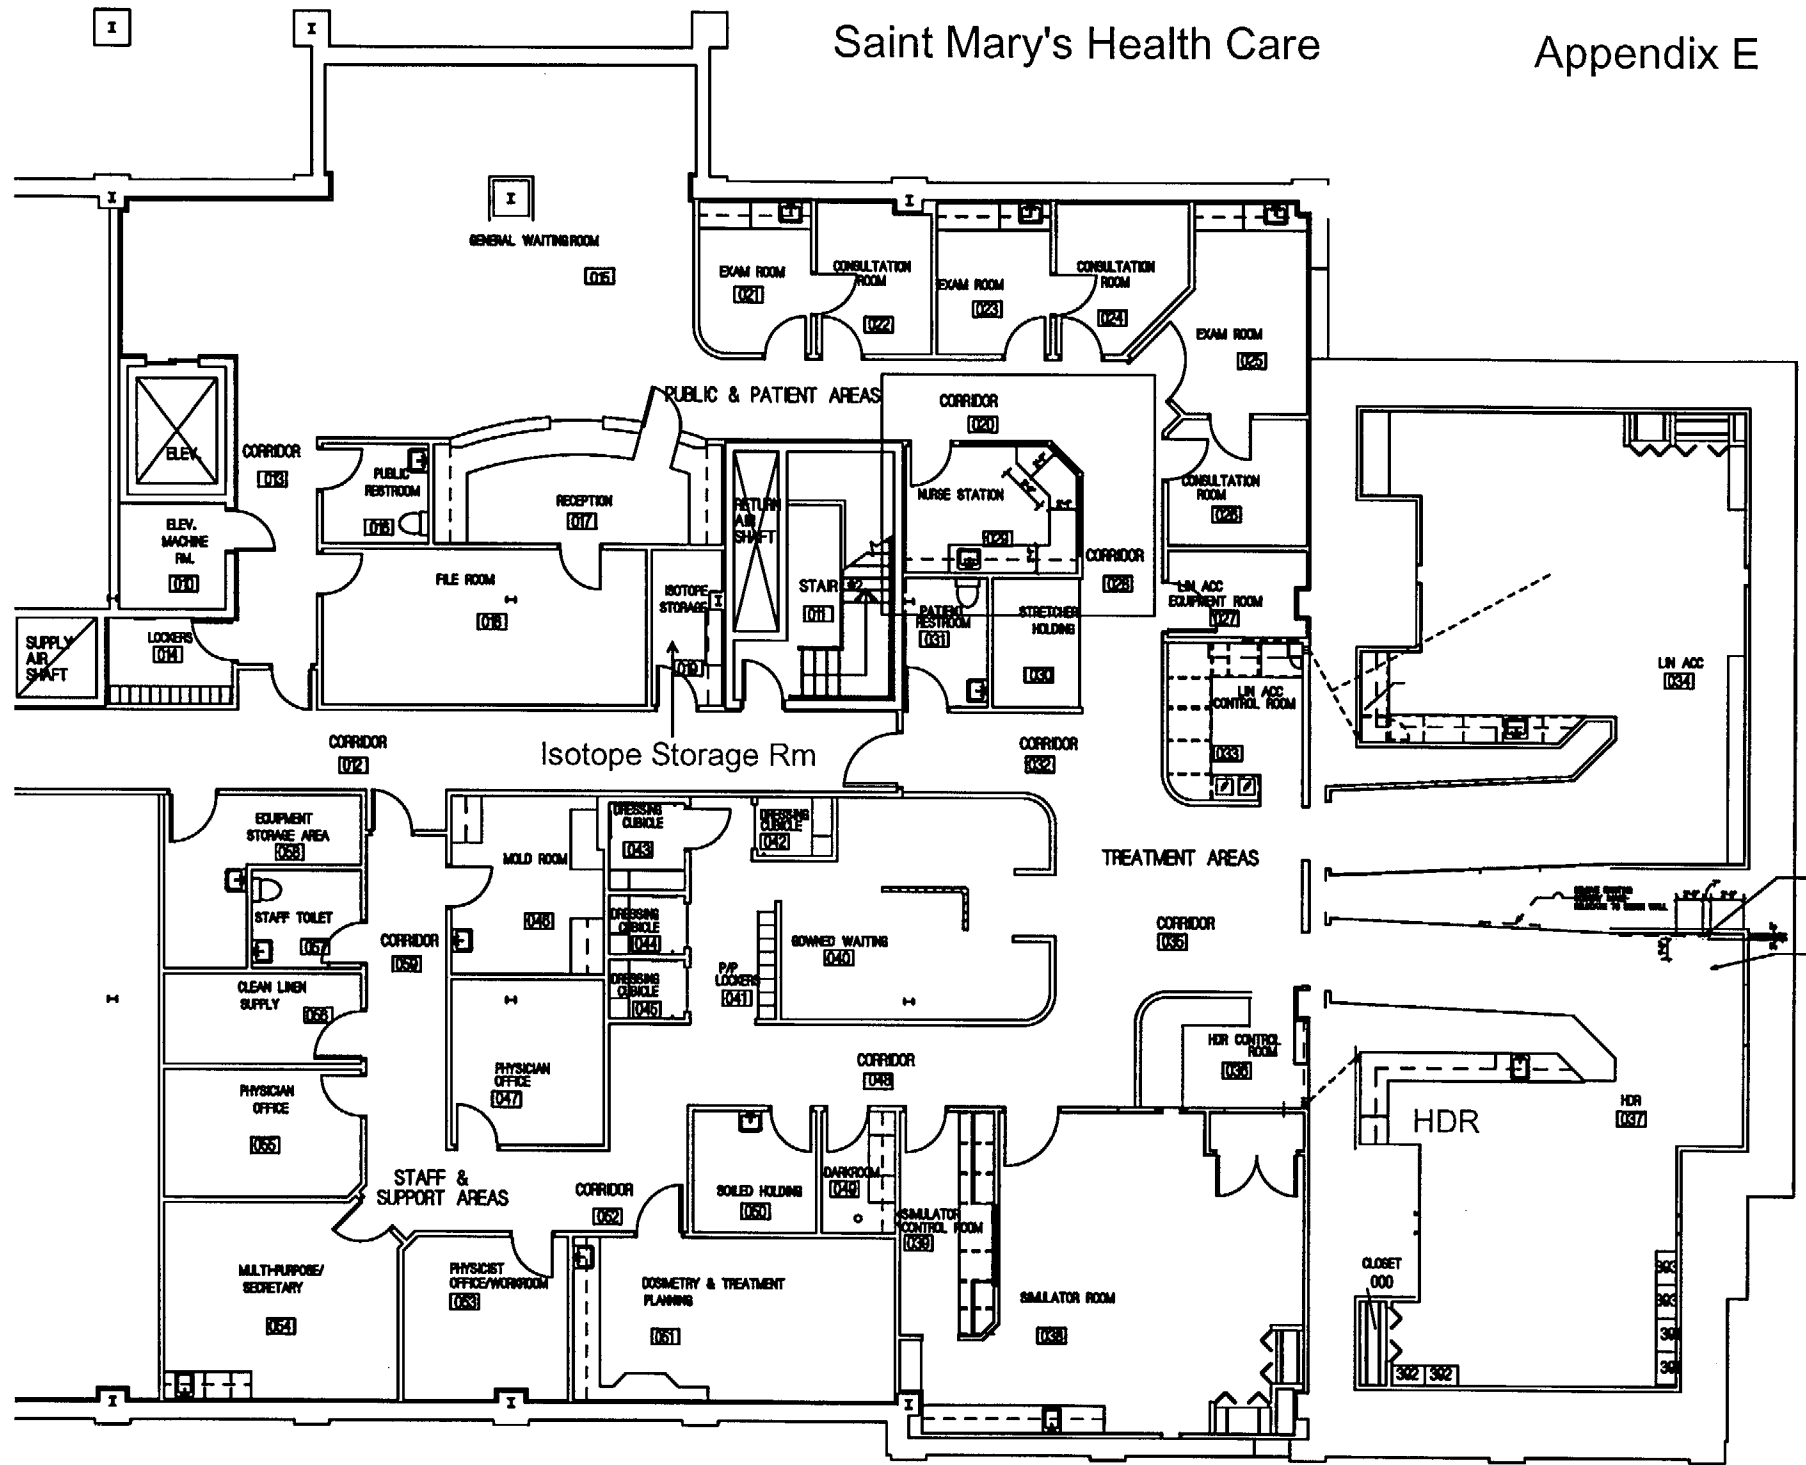 Saint Mary's Health Care
Appendix E
I
I
I
I
I
GENERAL WAITING ROOM
015
EXAM ROOM
021
CONSULTATION
ROOM
022
EXAM ROOM
023
CONSULTATION
ROOM
024
EXAM ROOM
025
PUBLIC & PATIENT AREAS
CORRIDOR
020
ELEV.
CORRIDOR
013
PUBLIC
RESTROOM
016
RECEPTION
017
RETURN
AIR
SHAFT
NURSE STATION
029
CONSULTATION
ROOM
026
ELEV.
MACHINE
RM.
010
FILE ROOM
018
ISOTOPE
STORAGE
019
I
STAIR #2
011
CORRIDOR
028
LIN ACC
EQUIPMENT ROOM
027
PATIENT
RESTROOM
031
STRETCHER
HOLDING
030
SUPPLY
AIR
SHAFT
LOCKERS
014
LIN ACC
CONTROL ROOM
033
LIN ACC
034
CORRIDOR
012
Isotope Storage Rm
CORRIDOR
032
EQUIPMENT
STORAGE AREA
058
MOLD ROOM
046
DRESSING
CUBICLE
043
DRESSING
CUBICLE
042
TREATMENT AREAS
STAFF TOILET
057
CORRIDOR
059
DRESSING
CUBICLE
044
GOWNED WAITING
040
CORRIDOR
035
CLEAN LINEN
SUPPLY
056
DRESSING
CUBICLE
045
P/P
LOCKERS
041
HDR CONTROL
ROOM
036
PHYSICIAN
OFFICE
055
PHYSICIAN
OFFICE
047
CORRIDOR
048
HDR
HDR
037
STAFF &
SUPPORT AREAS
CORRIDOR
052
SOILED HOLDING
050
DARKROOM
049
SIMULATOR
CONTROL ROOM
039
MULTI-PURPOSE/
SECRETARY
054
PHYSICIST
OFFICE/WORKROOM
053
DOSIMETRY & TREATMENT
PLANNING
051
SIMULATOR ROOM
038
CLOSET
000
393
393
39
39
392 392
I
I
I